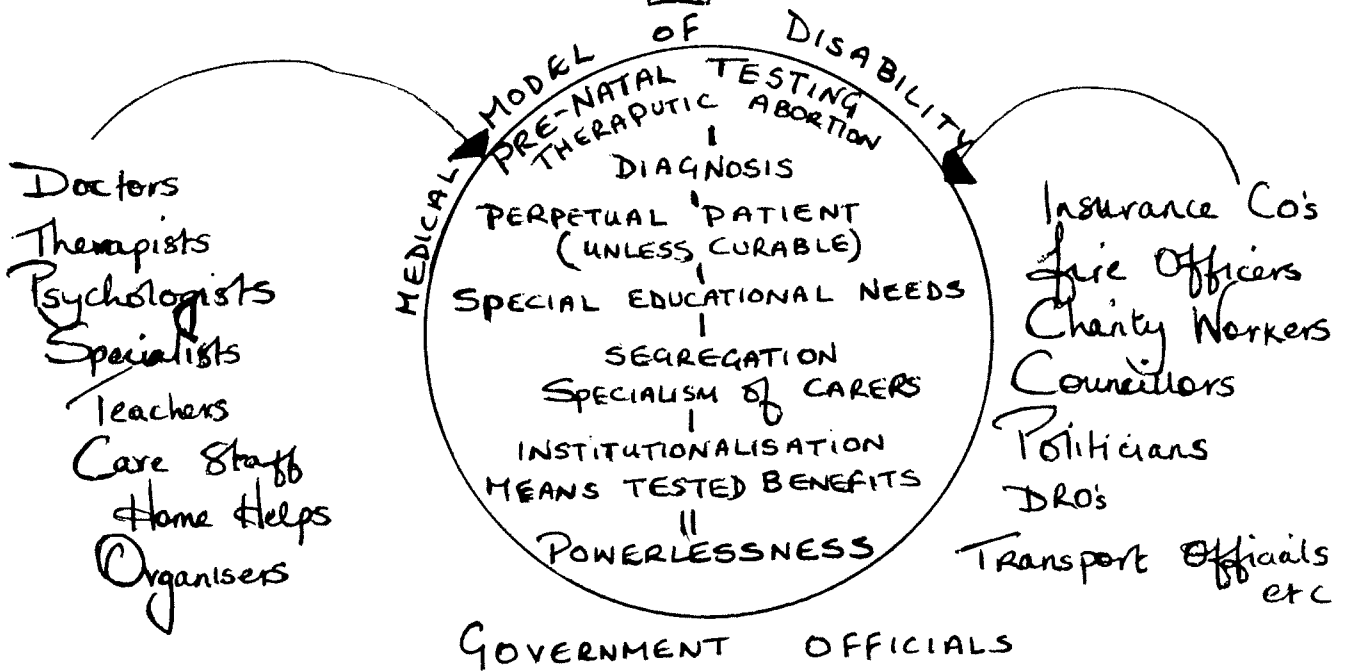 MEDICAL MODEL OF DISABILITY
PRE-NATAL TESTING
THERAPUTIC ABORTION
DIAGNOSIS
PERPETUAL PATIENT
(UNLESS CURABLE)
SPECIAL EDUCATIONAL NEEDS
SEGREGATION
SPECIALISM of CARERS
INSTITUTIONALISATION
MEANS TESTED BENEFITS
POWERLESSNESS
Doctors
Therapists
Psychologists
Specialists
Teachers
Care Staff
Home Helps
Organisers
Insurance Co's
fire Officers
Charity Workers
Councillors
Politicians
DRO's
Transport Officials
etc
GOVERNMENT OFFICIALS